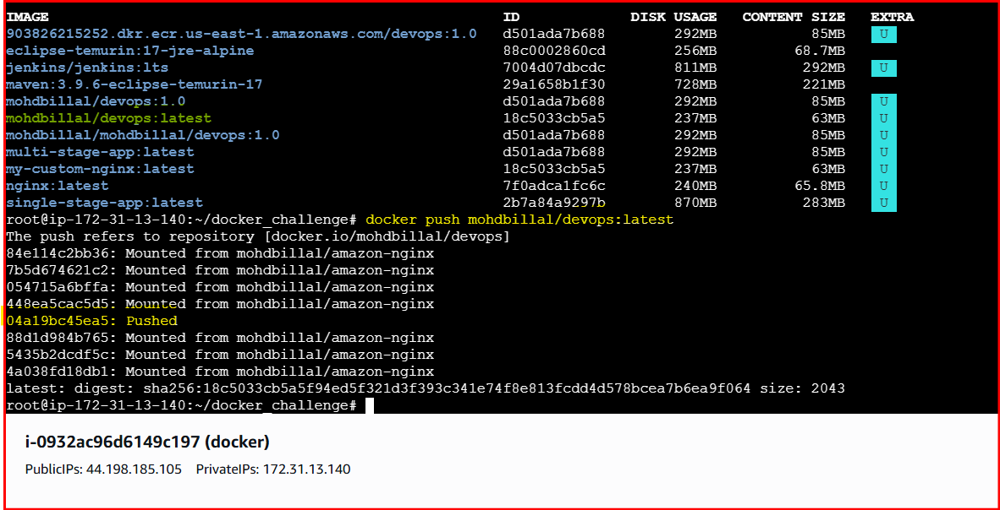 IMAGE ID DISK USAGE CONTENT SIZE EXTRA
903826215252.dkr.ecr.us-east-1.amazonaws.com/devops:1.0 d501ada7b688 292MB 85MB U
eclipse-temurin:17-jre-alpine 88c0002860cd 256MB 68.7MB
jenkins/jenkins:lts 7004d07dbcdc 811MB 292MB U
maven:3.9.6-eclipse-temurin-17 29a1658b1f30 728MB 221MB
mohdbillal/devops:1.0 d501ada7b688 292MB 85MB U
mohdbillal/devops:latest 18c5033cb5a5 237MB 63MB U
mohdbillal/mohdbillal/devops:1.0 d501ada7b688 292MB 85MB U
multi-stage-app:latest d501ada7b688 292MB 85MB U
my-custom-nginx:latest 18c5033cb5a5 237MB 63MB U
nginx:latest 7f0adca1fc6c 240MB 65.8MB U
single-stage-app:latest 2b7a84a9297b 870MB 283MB U
root@ip-172-31-13-140:~/docker_challenge# docker push mohdbillal/devops:latest
The push refers to repository [docker.io/mohdbillal/devops]
84e114c2bb36: Mounted from mohdbillal/amazon-nginx
7b5d674621c2: Mounted from mohdbillal/amazon-nginx
054715a6bffa: Mounted from mohdbillal/amazon-nginx
448ea5cac5d5: Mounted from mohdbillal/amazon-nginx
04a19bc45ea5: Pushed
88d1d984b765: Mounted from mohdbillal/amazon-nginx
5435b2dcdf5c: Mounted from mohdbillal/amazon-nginx
4a038fd18db1: Mounted from mohdbillal/amazon-nginx
latest: digest: sha256:18c5033cb5a5f94ed5f321d3f393c341e74f8e813fcdd4d578bcea7b6ea9f064 size: 2043
root@ip-172-31-13-140:~/docker_challenge#
i-0932ac96d6149c197 (docker)
PublicIPs: 44.198.185.105 PrivateIPs: 172.31.13.140